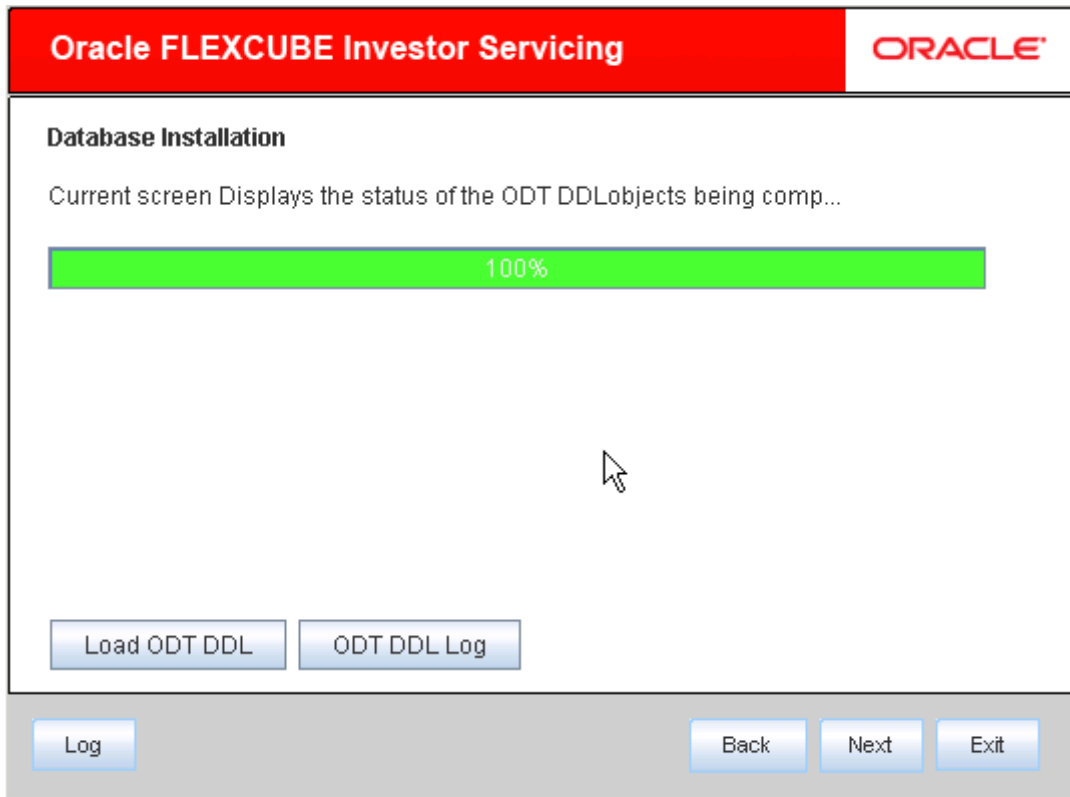 Oracle FLEXCUBE Investor Servicing
ORACLE
Database Installation
Current screen Displays the status of the ODT DDLobjects being comp...
100%
Load ODT DDL
ODT DDL Log
Log
Back
Next
Exit